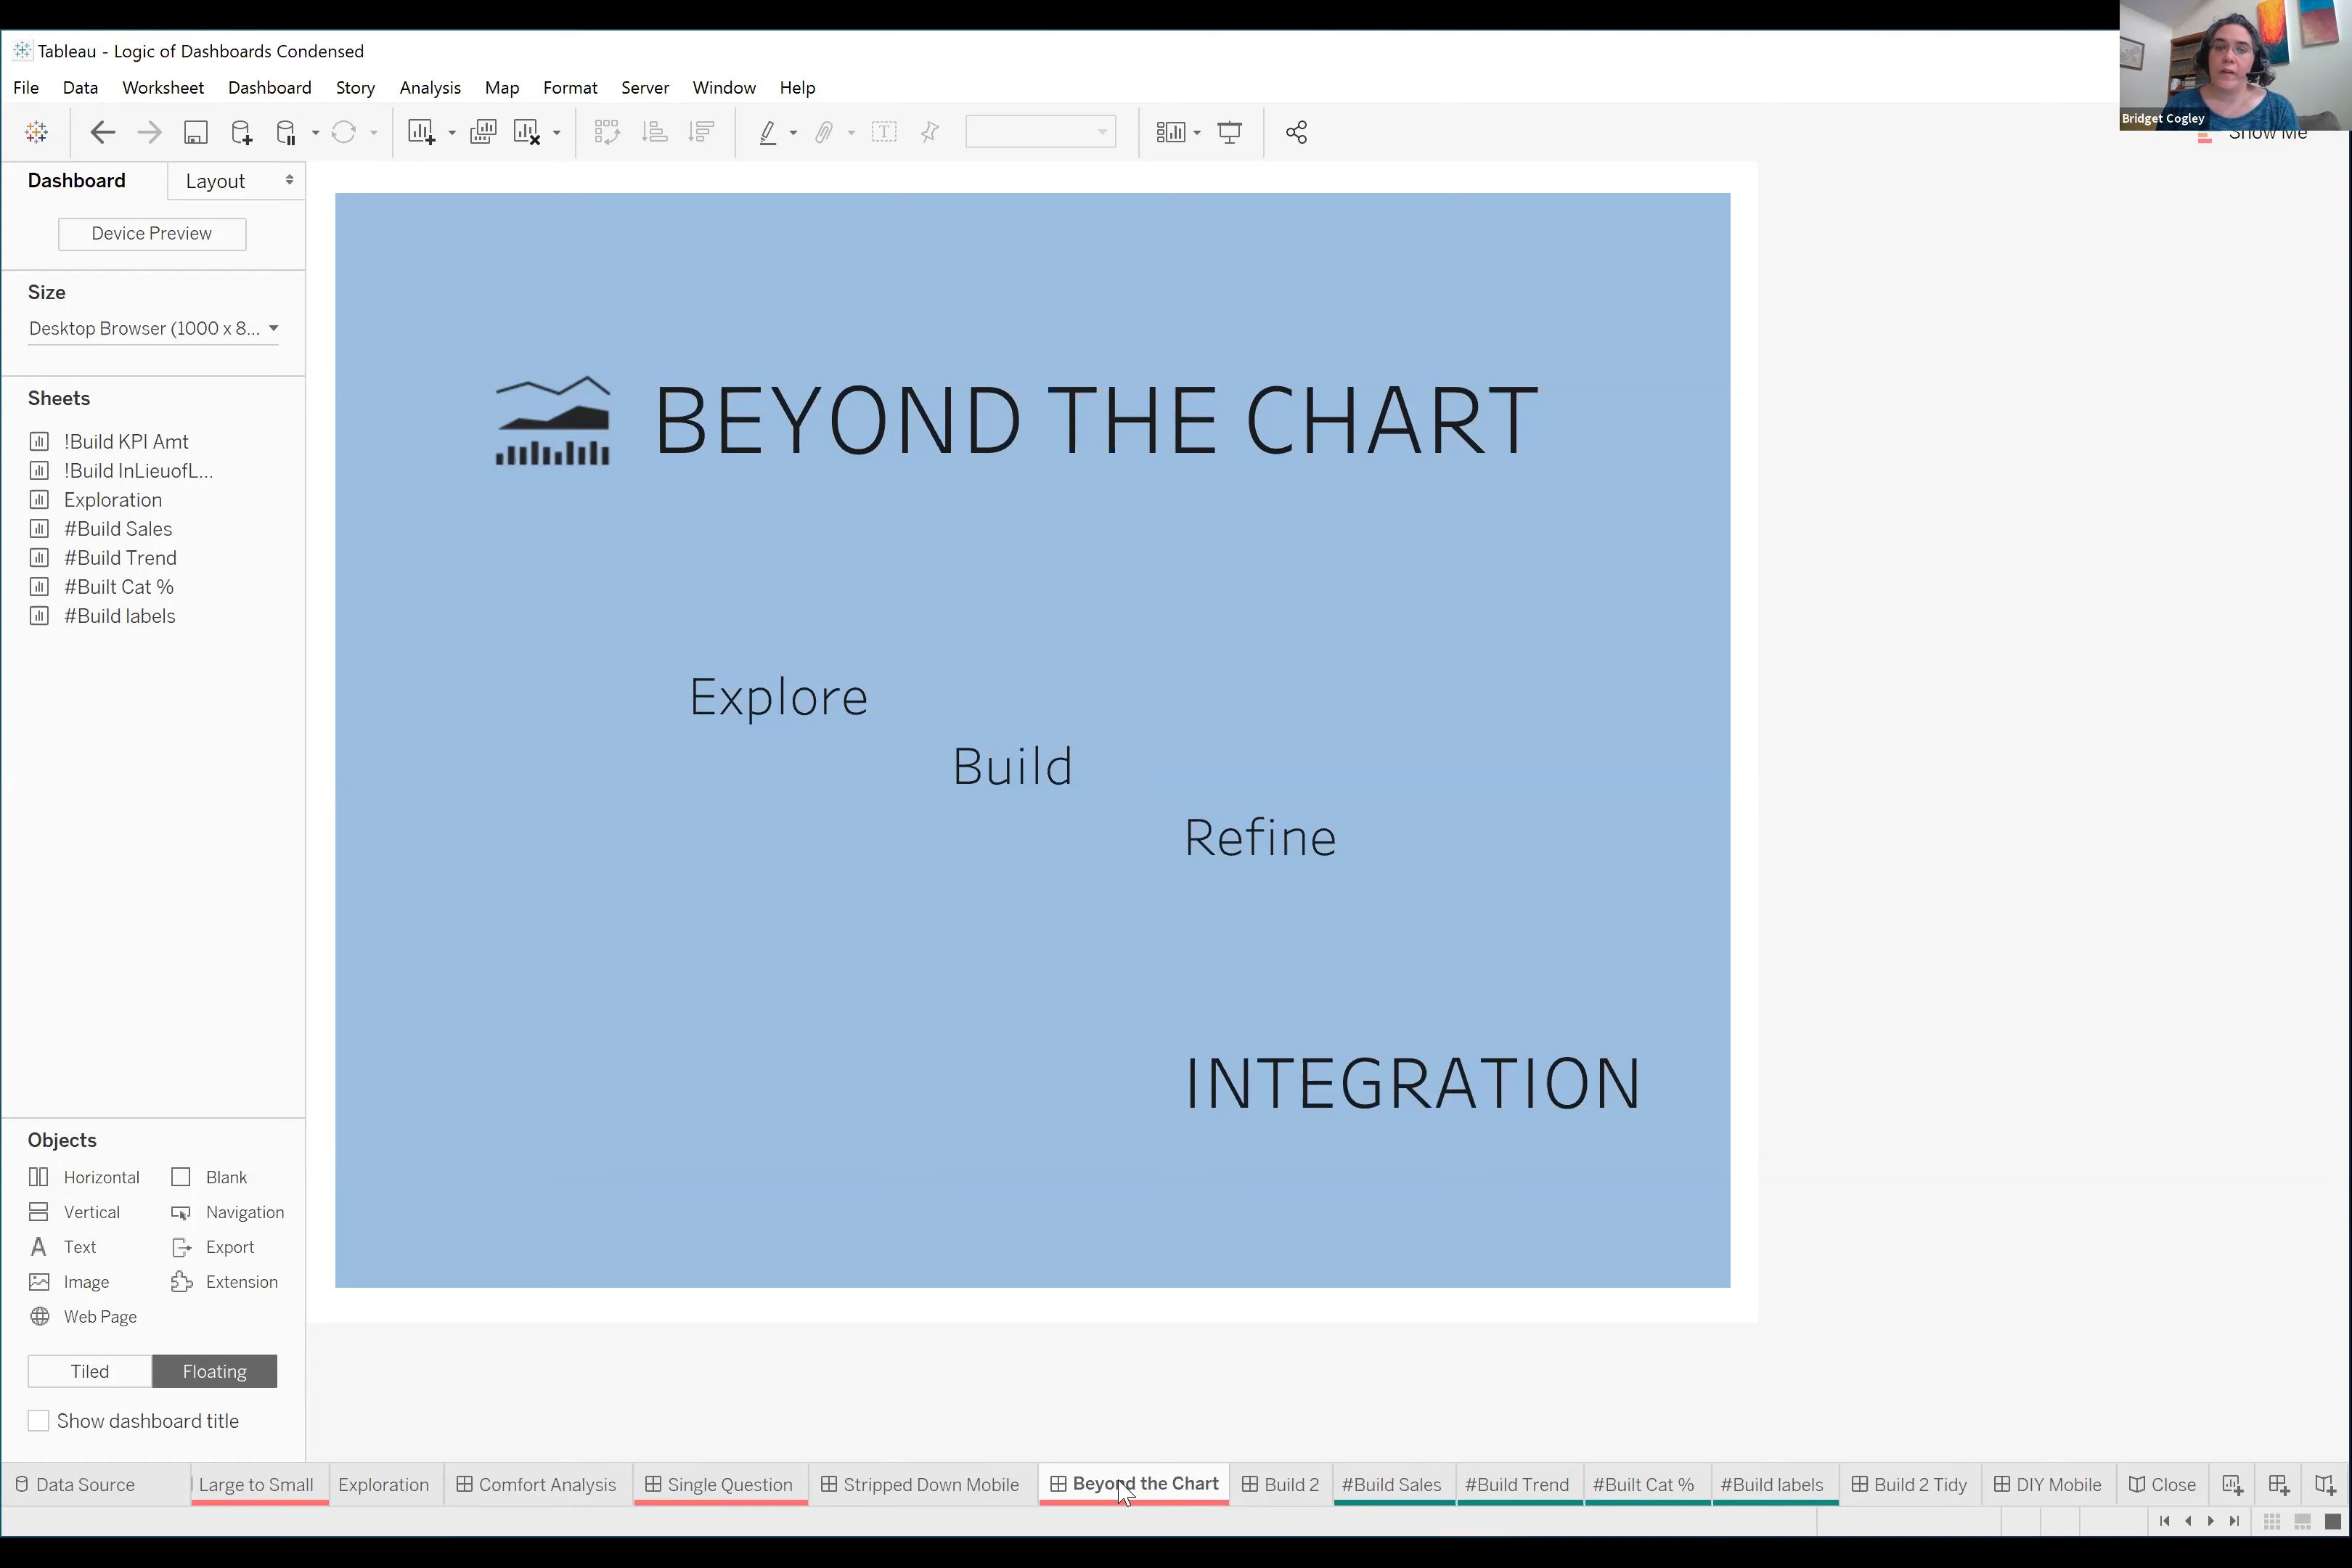 Tableau - Logic of Dashboards Condensed
File Data Worksheet Dashboard Story Analysis Map Format Server Window Help
Bridget Cogley
Show Me
Dashboard Layout
Device Preview
Size
Desktop Browser (1000 x 8...
Sheets
!Build KPI Amt
!Build InLieuofL...
Exploration
#Build Sales
#Build Trend
#Built Cat %
#Build labels
BEYOND THE CHART
Explore
Build
Refine
INTEGRATION
Objects
Horizontal Blank
Vertical Navigation
Text Export
Image Extension
Web Page
Tiled Floating
Show dashboard title
Data Source Large to Small Exploration Comfort Analysis Single Question Stripped Down Mobile Beyond the Chart Build 2 #Build Sales #Build Trend #Built Cat % #Build labels Build 2 Tidy DIY Mobile Close